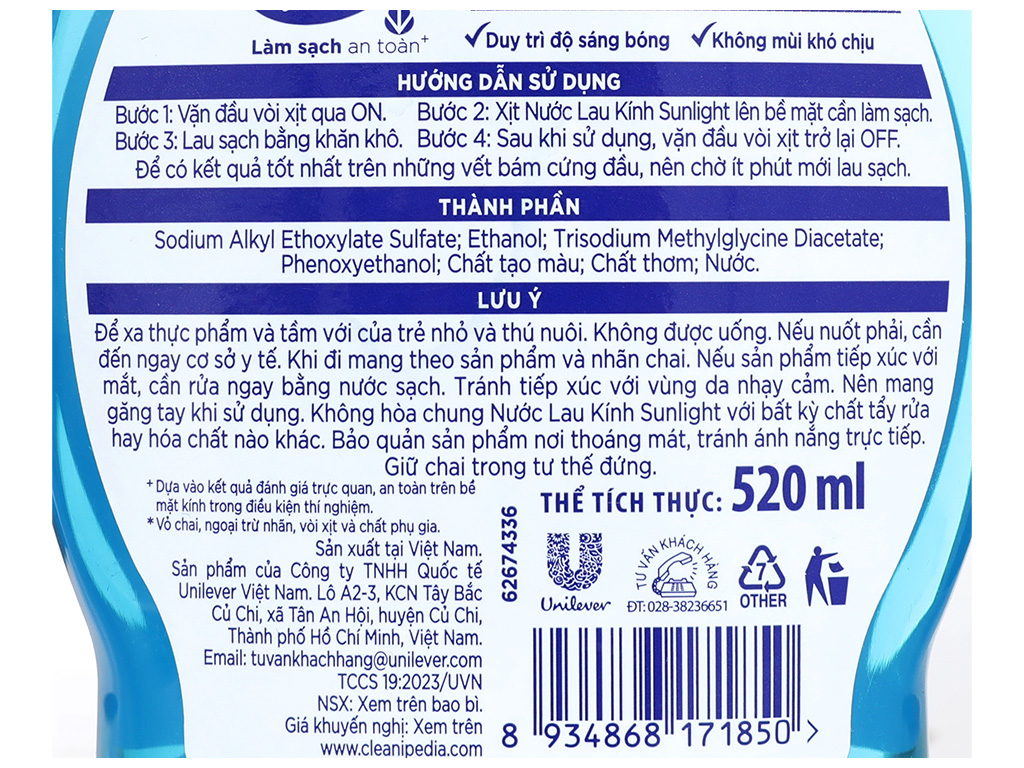 Làm sạch an toàn+ ✓Duy trì độ sáng bóng ✓Không mùi khó chịu
HƯỚNG DẪN SỬ DỤNG
Bước 1: Vặn đầu vòi xịt qua ON. Bước 2: Xịt Nước Lau Kính Sunlight lên bề mặt cần làm sạch.
Bước 3: Lau sạch bằng khăn khô. Bước 4: Sau khi sử dụng, vặn đầu vòi xịt trở lại OFF.
Để có kết quả tốt nhất trên những vết bám cứng đầu, nên chờ ít phút mới lau sạch.
THÀNH PHẦN
Sodium Alkyl Ethoxylate Sulfate; Ethanol; Trisodium Methylglycine Diacetate;
Phenoxyethanol; Chất tạo màu; Chất thơm; Nước.
LƯU Ý
Để xa thực phẩm và tầm với của trẻ nhỏ và thú nuôi. Không được uống. Nếu nuốt phải, cần
đến ngay cơ sở y tế. Khi đi mang theo sản phẩm và nhãn chai. Nếu sản phẩm tiếp xúc với
mắt, cần rửa ngay bằng nước sạch. Tránh tiếp xúc với vùng da nhạy cảm. Nên mang
găng tay khi sử dụng. Không hòa chung Nước Lau Kính Sunlight với bất kỳ chất tẩy rửa
hay hóa chất nào khác. Bảo quản sản phẩm nơi thoáng mát, tránh ánh nắng trực tiếp.
Giữ chai trong tư thế đứng.
+Dựa vào kết quả đánh giá trực quan, an toàn trên bề
mặt kính trong điều kiện thí nghiệm.
*Vỏ chai, ngoại trừ nhãn, vòi xịt và chất phụ gia.
Sản xuất tại Việt Nam.
Sản phẩm của Công ty TNHH Quốc tế
Unilever Việt Nam. Lô A2-3, KCN Tây Bắc
Củ Chi, xã Tân An Hội, huyện Củ Chi,
Thành phố Hồ Chí Minh, Việt Nam.
Email: tuvankhachhang@unilever.com
TCCS 19:2023/UVN
NSX: Xem trên bao bì.
Giá khuyến nghị: Xem trên
www.cleanipedia.com
62674336
THỂ TÍCH THỰC: 520 ml
Unilever
TƯ VẤN KHÁCH HÀNG
ĐT: 028-38236651
7
OTHER
8 934868 171850 >